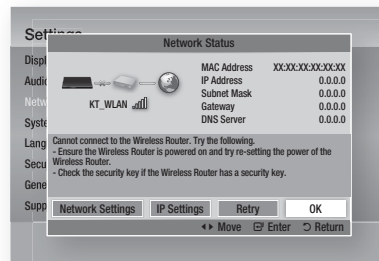 Settings
Network Status
Displ
Audio
Netw
Syste
Lang
Secu
Gene
Supp
MAC Address XX:XX:XX:XX:XX:XX
IP Address 0.0.0.0
Subnet Mask 0.0.0.0
Gateway 0.0.0.0
DNS Server 0.0.0.0
KT_WLAN
Cannot connect to the Wireless Router. Try the following.
- Ensure the Wireless Router is powered on and try re-setting the power of the
Wireless Router.
- Check the security key if the Wireless Router has a security key.
Network Settings IP Settings Retry OK
Move Enter Return